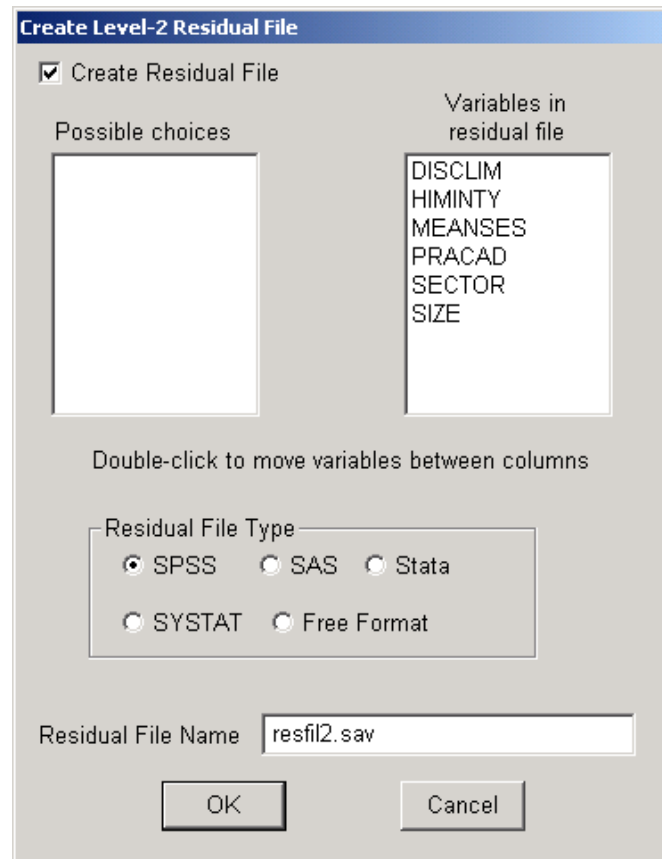 Create Level-2 Residual File
Create Residual File
Possible choices
Variables in
residual file
DISCLIM
HIMINTY
MEANSES
PRACAD
SECTOR
SIZE
Double-click to move variables between columns
Residual File Type
SPSS SAS Stata
SYSTAT Free Format
Residual File Name resfil2.sav
OK Cancel